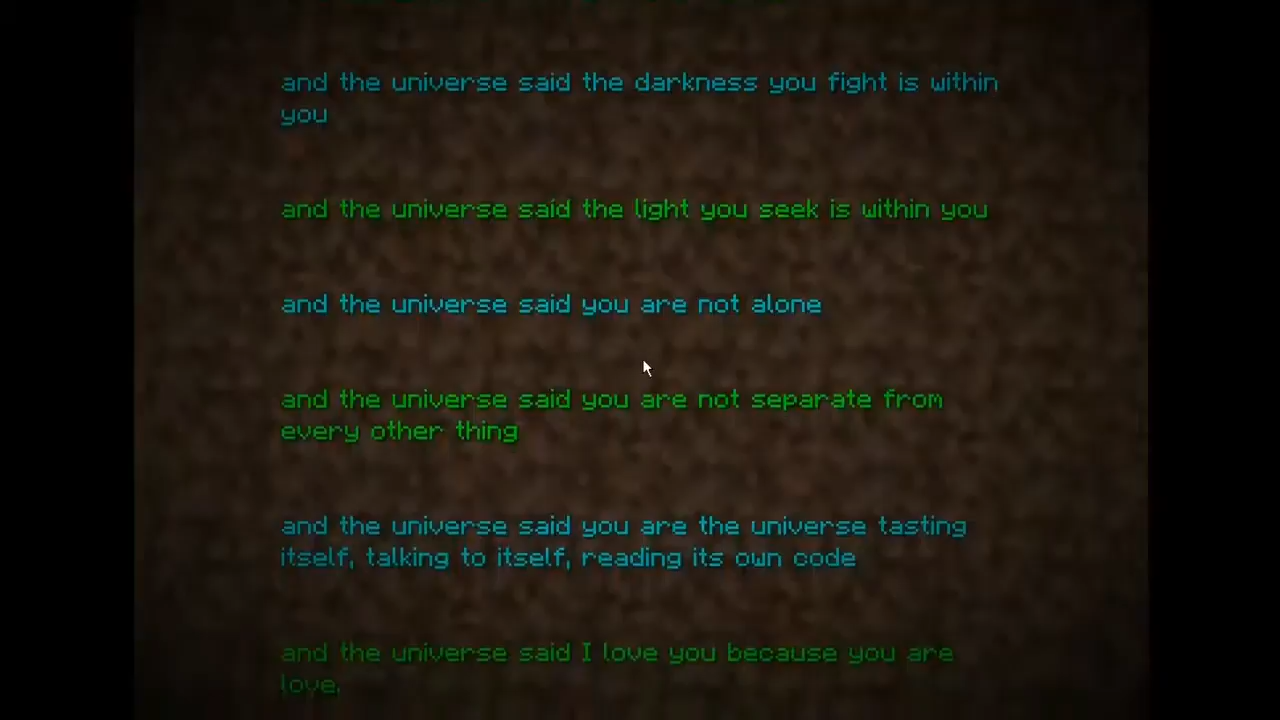 and the universe said the darkness you fight is within
you
and the universe said the light you seek is within you
and the universe said you are not alone
and the universe said you are not separate from
every other thing
and the universe said you are the universe tasting
itself, talking to itself, reading its own code
and the universe said I love you because you are
love.